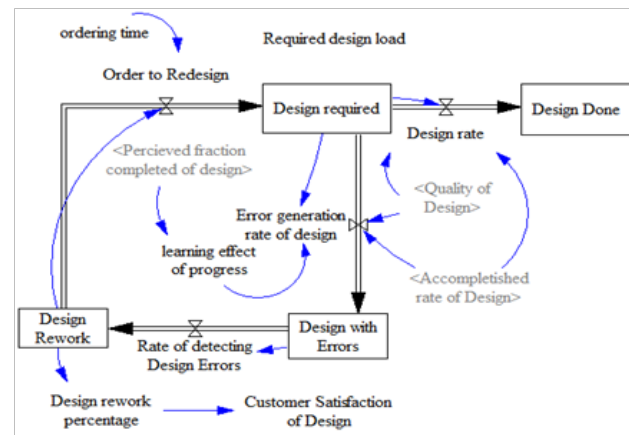 ordering time
Required design load
Order to Redesign
Design required
Design Done
Design rate
<Percieved fraction
completed of design>
<Quality of
Design>
Error generation
rate of design
learning effect
of progress
<Accompletished
rate of Design>
Design
Rework
Rate of detecting
Design Errors
Design with
Errors
Design rework
percentage
Customer Satisfaction
of Design